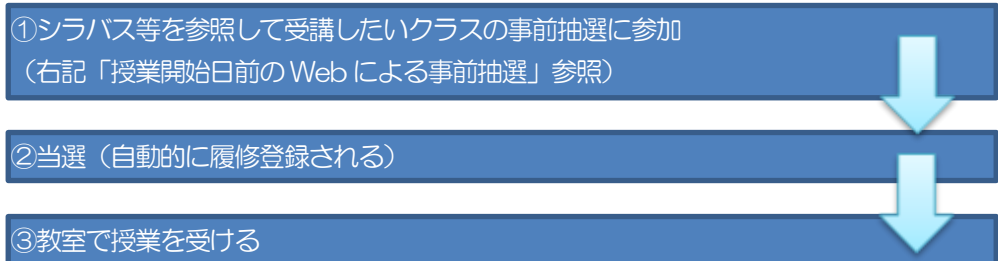 ①シラバス等を参照して受講したいクラスの事前抽選に参加
（右記「授業開始日前の Web による事前抽選」参照）
②当選（自動的に履修登録される）
③教室で授業を受ける